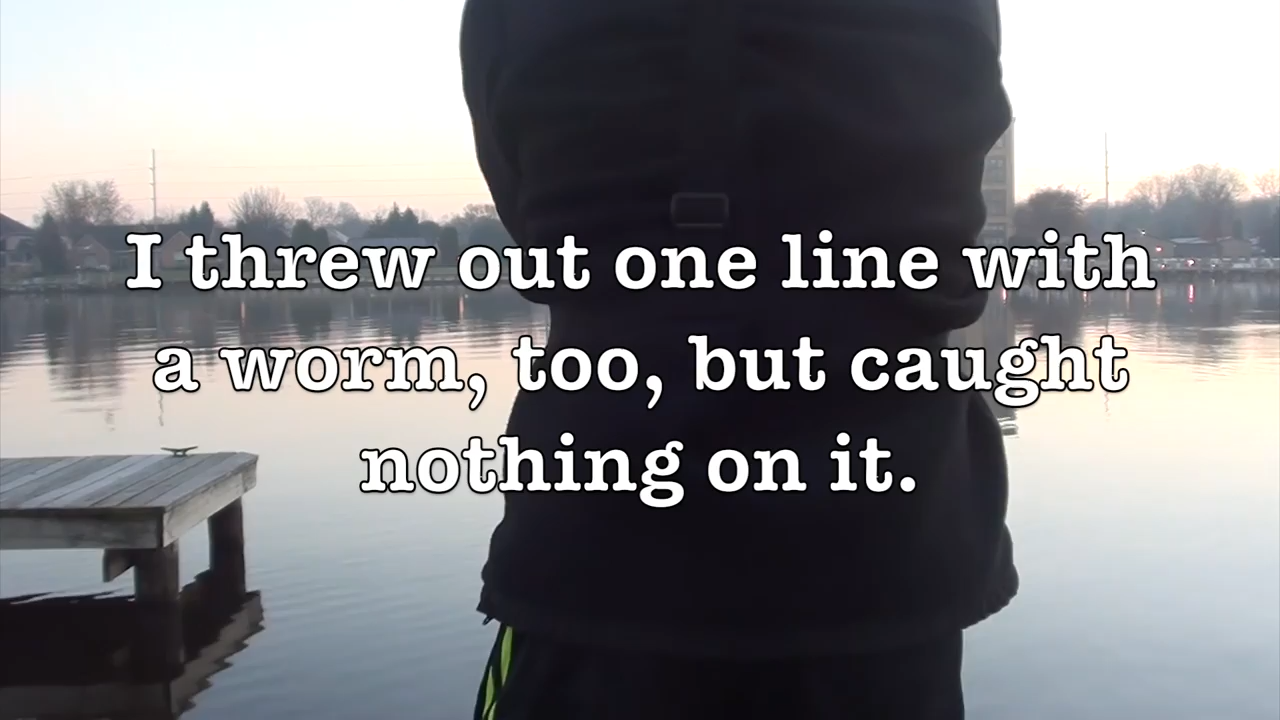 I threw out one line with
a worm, too, but caught
nothing on it.